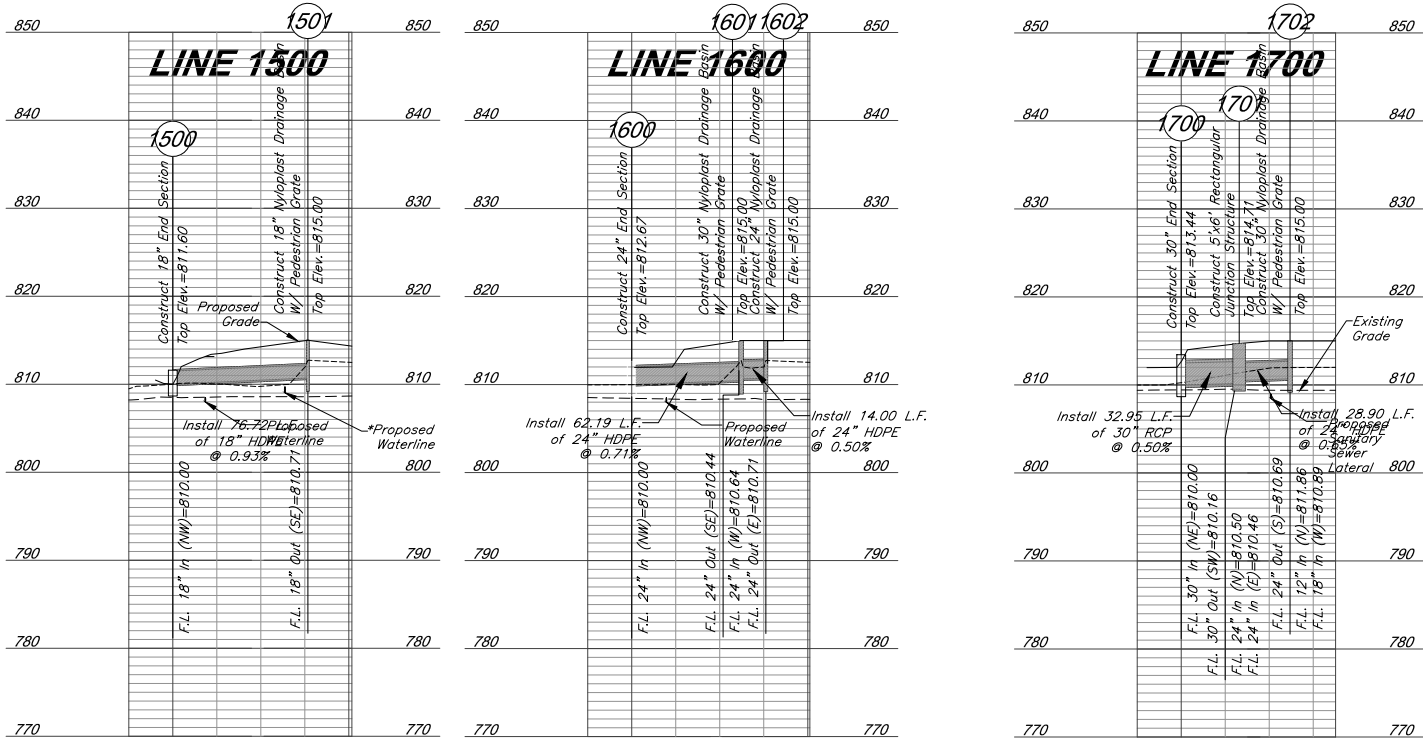 LINE 1500
850
840
830
820
810
800
790
780
770
1500
1501
Construct 18" End Section
Top Elev.=811.60
Construct 18" Nyloplast Drainage Basin
W/ Pedestrian Grate
Top Elev.=815.00
Proposed
Grade
Install 76.72 L.F.
of 18" HDPE
@ 0.93%
Proposed
Waterline
*Proposed
Waterline
F.L. 18" In (NW)=810.00
F.L. 18" Out (SE)=810.71
850
840
830
820
810
800
790
780
770
LINE 1600
850
840
830
820
810
800
790
780
770
1600
1601
1602
Construct 24" End Section
Top Elev.=812.67
Construct 30" Nyloplast Drainage Basin
W/ Pedestrian Grate
Top Elev.=815.00
Construct 24" Nyloplast Drainage Basin
W/ Pedestrian Grate
Top Elev.=815.00
Install 62.19 L.F.
of 24" HDPE
@ 0.71%
Proposed
Waterline
Install 14.00 L.F.
of 24" HDPE
@ 0.50%
F.L. 24" In (NW)=810.00
F.L. 24" Out (SE)=810.44
F.L. 24" In (W)=810.64
F.L. 24" Out (E)=810.71
850
840
830
820
810
800
790
780
770
LINE 1700
850
840
830
820
810
800
790
780
770
1700
1701
1702
Construct 30" End Section
Top Elev.=813.44
Construct 5'x6' Rectangular
Junction Structure
Top Elev.=814.71
Construct 30" Nyloplast Drainage Basin
W/ Pedestrian Grate
Top Elev.=815.00
Existing
Grade
Install 32.95 L.F.
of 30" RCP
@ 0.50%
Install 28.90 L.F.
of 24" HDPE
@ 0.65%
Proposed
Sanitary
Sewer
Lateral
F.L. 30" In (NE)=810.00
F.L. 30" Out (SW)=810.16
F.L. 24" In (N)=810.50
F.L. 24" In (E)=810.46
F.L. 24" Out (S)=810.69
F.L. 12" In (N)=811.86
F.L. 18" In (W)=810.89
850
840
830
820
810
800
790
780
770